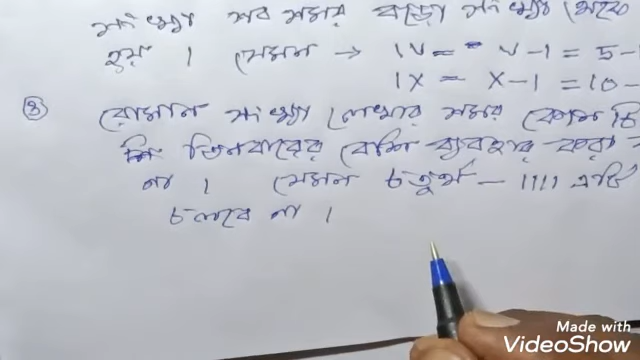 সংখ্যা সব সময় বড়ো সংখ্যা থেকে
হয় । যেমন → IV = V-1 = 5-
IX = X-1 = 10-
৪ রোমান সংখ্যা লেখার সময় কোন চি
তিনবারের বেশি ব্যবহার করা
না । যেমন চতুর্থ - IIII এটি
চলবে না ।
Made with
VideoShow